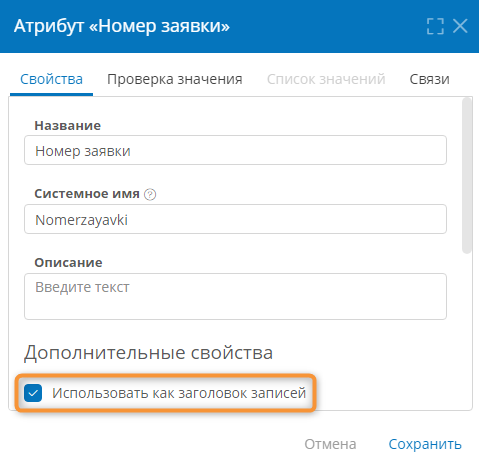 Атрибут «Номер заявки»
Свойства Проверка значения Список значений Связи
Название
Номер заявки
Системное имя ?
Nomerzayavki
Описание
Введите текст
Дополнительные свойства
Использовать как заголовок записей
Отмена Сохранить